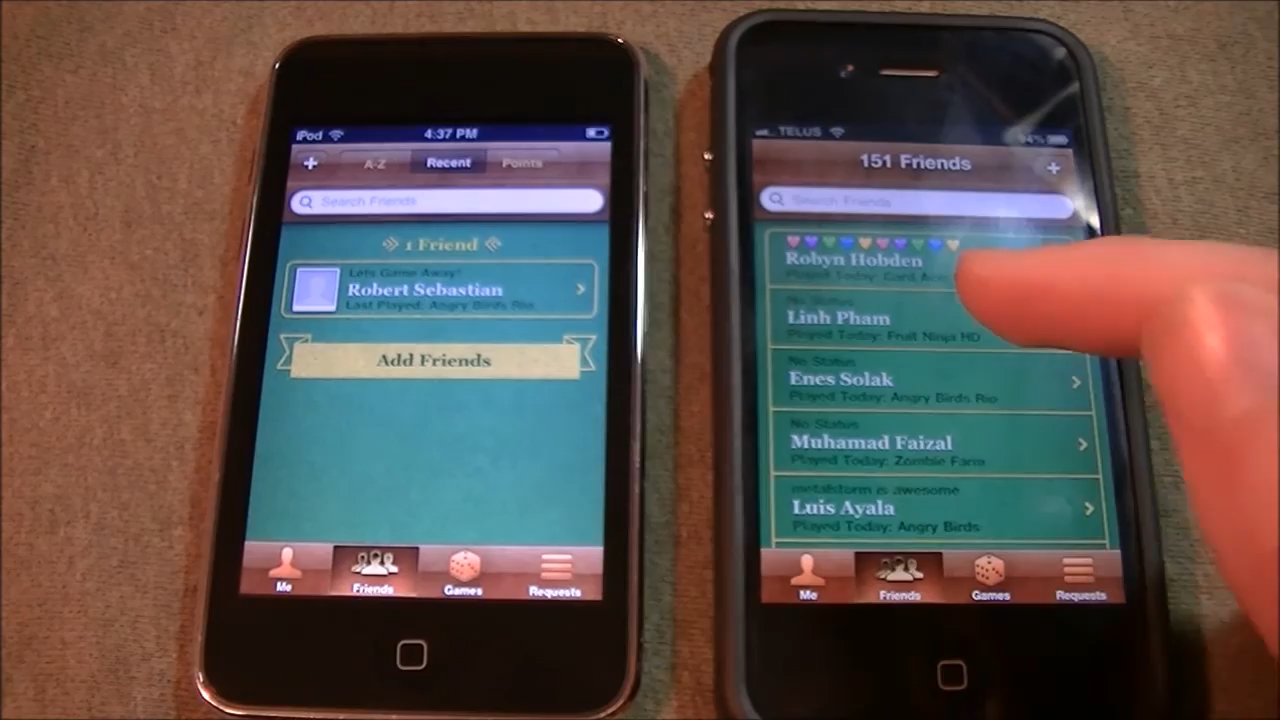 iPod
4:37 PM
A-Z
Recent
Points
Search Friends
1 Friend
Lets Game Away!
Robert Sebastian
Last Played: Angry Birds Rio
Add Friends
Me
Friends
Games
Requests
TELUS
94%
151 Friends
Search Friends
Robyn Hobden
Played Today: Card Ace
No Status
Linh Pham
Played Today: Fruit Ninja HD
No Status
Enes Solak
Played Today: Angry Birds Rio
No Status
Muhamad Faizal
Played Today: Zombie Farm
metalstorm is awesome
Luis Ayala
Played Today: Angry Birds
Me
Friends
Games
Requests